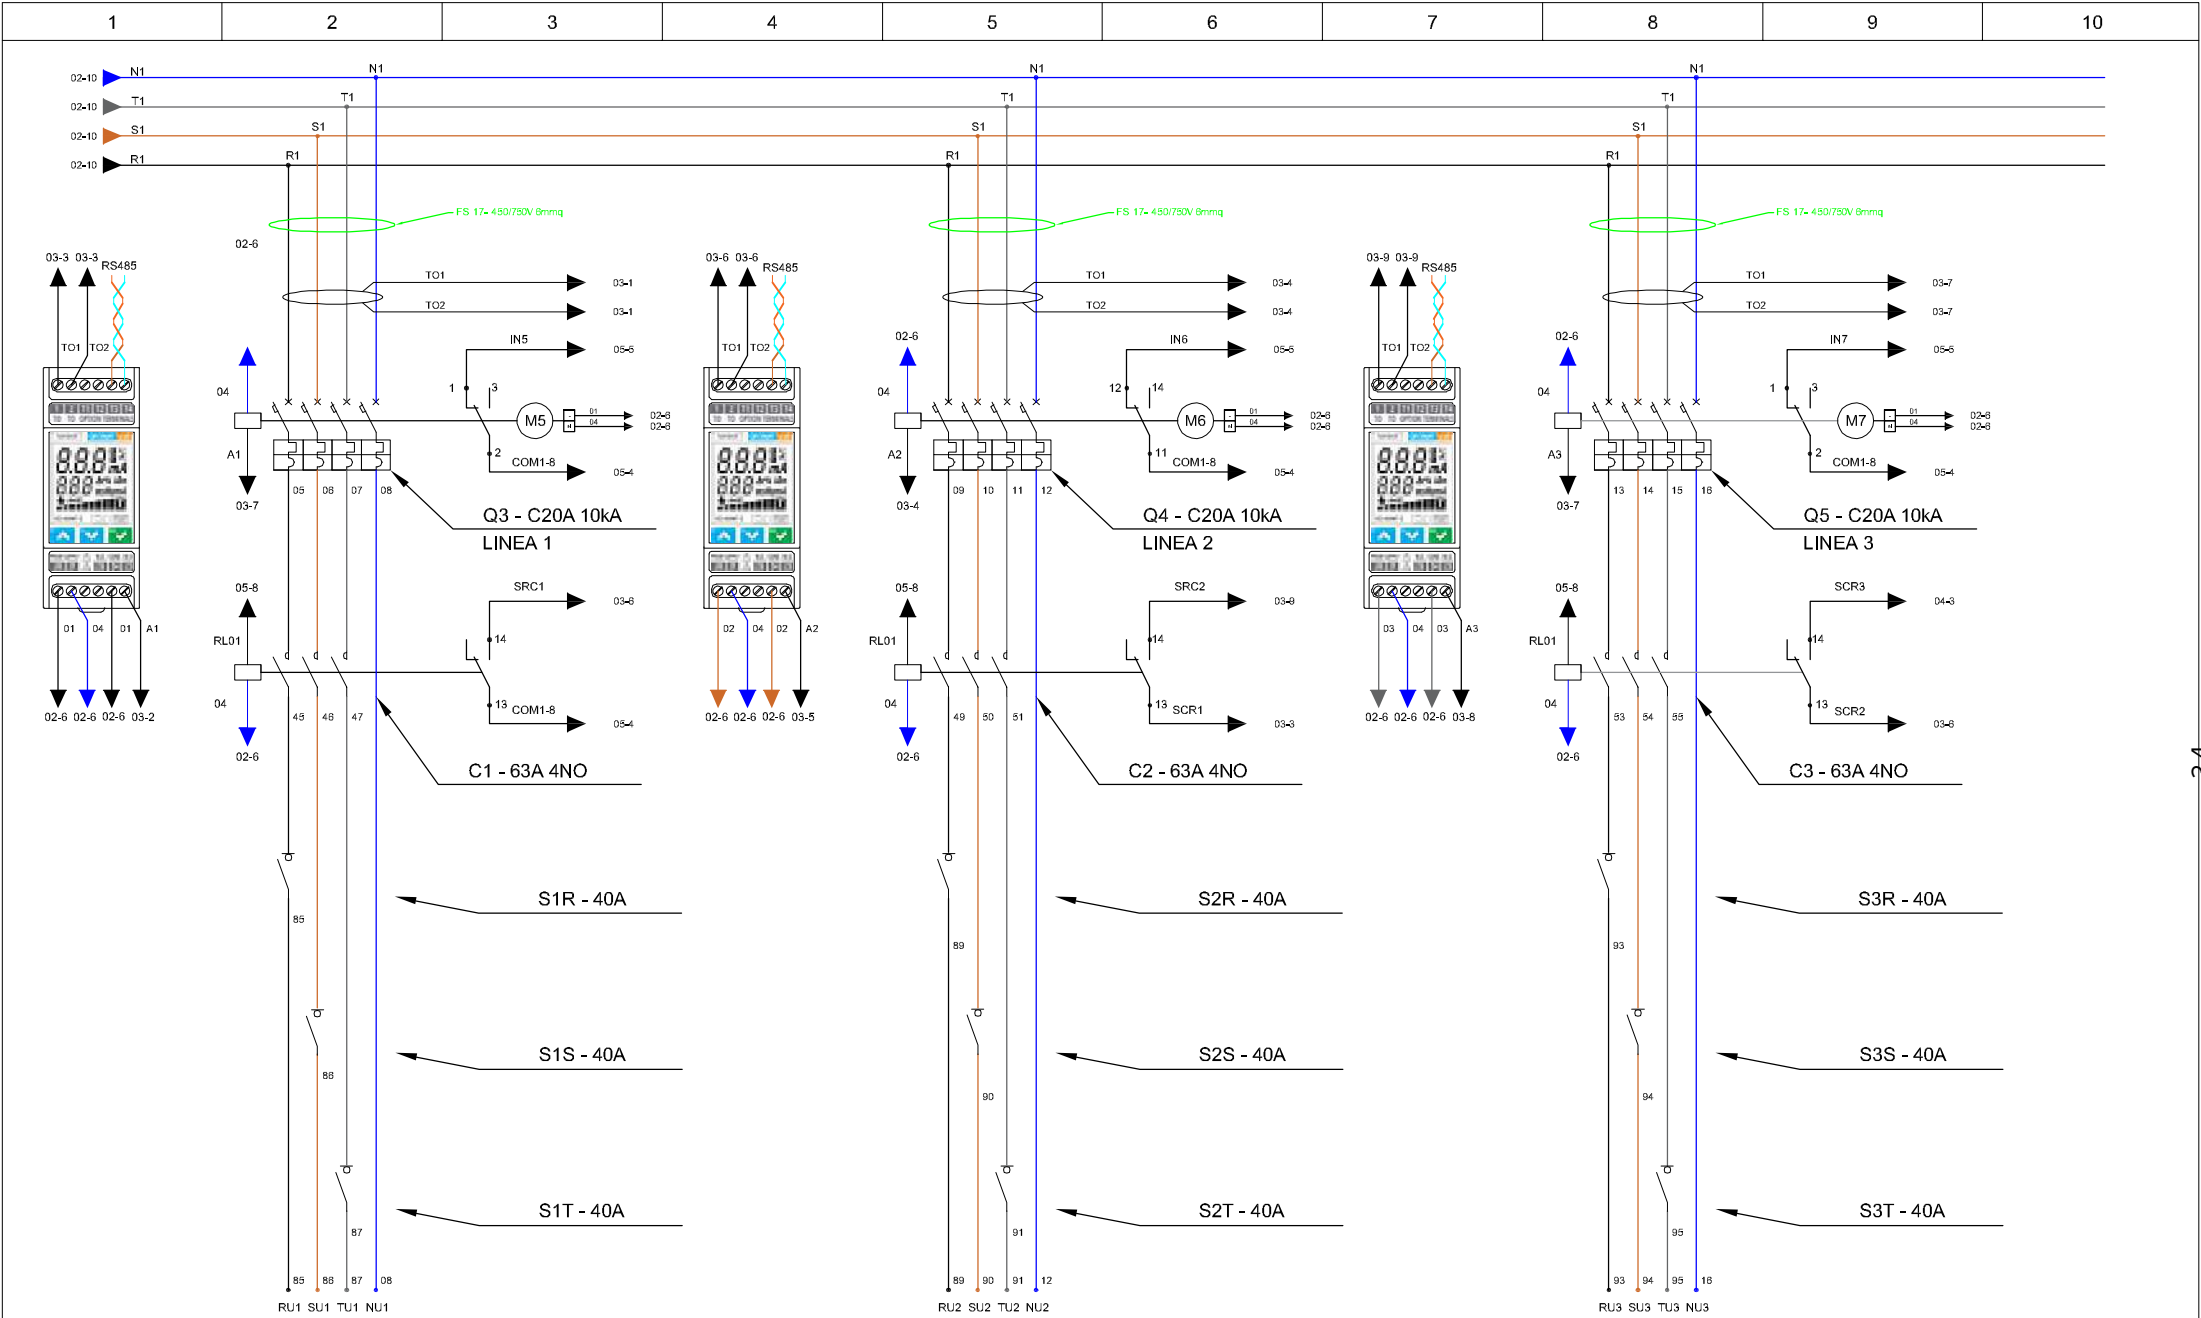 1 2 3 4 5 6 7 8 9 10
02-10 N1 N1 N1 N1
02-10 T1 T1 T1 T1
02-10 S1 S1 S1 S1
02-10 R1 R1 R1 R1
FS 17- 450/750V 6mmq FS 17- 450/750V 6mmq FS 17- 450/750V 6mmq
02-6
03-3 03-3 RS485 03-6 03-6 RS485 03-9 03-9 RS485
TO1 03-1 TO1 03-4 TO1 03-7
TO2 03-1 TO2 03-4 TO2 03-7
02-6 02-6
IN5 05-5 IN6 05-5 IN7 05-5
TO1 TO2 TO1 TO2 TO1 TO2
04 1 3 04 12 14 04 1 3
M5 01 02-6 M6 01 02-6 M7 01 02-6
04 02-6 04 02-6 04 02-6
A1 2 A2 11 A3 2
COM1-8 05-4 COM1-8 05-4 COM1-8 05-4
05 06 07 08 09 10 11 12 13 14 15 16
03-7 03-4 03-7
Q3 - C20A 10kA Q4 - C20A 10kA Q5 - C20A 10kA
LINEA 1 LINEA 2 LINEA 3
05-8 SRC1 03-6 05-8 SRC2 03-9 05-8 SCR3 04-3
01 04 01 A1 02 04 02 A2 03 04 03 A3
RL01 14 RL01 14 RL01 14
04 13 04 13 04 13
COM1-8 05-4 SCR1 03-3 SCR2 03-6
45 46 47 49 50 51 53 54 55
02-6 02-6 02-6 03-2 02-6 02-6 02-6 03-5 02-6 02-6 02-6 03-8
02-6 02-6 02-6
C1 - 63A 4NO C2 - 63A 4NO C3 - 63A 4NO
S1R - 40A S2R - 40A S3R - 40A
85 89 93
S1S - 40A S2S - 40A S3S - 40A
86 90 94
S1T - 40A S2T - 40A S3T - 40A
87 91 95
85 86 87 08 89 90 91 12 93 94 95 16
RU1 SU1 TU1 NU1 RU2 SU2 TU2 NU2 RU3 SU3 TU3 NU3